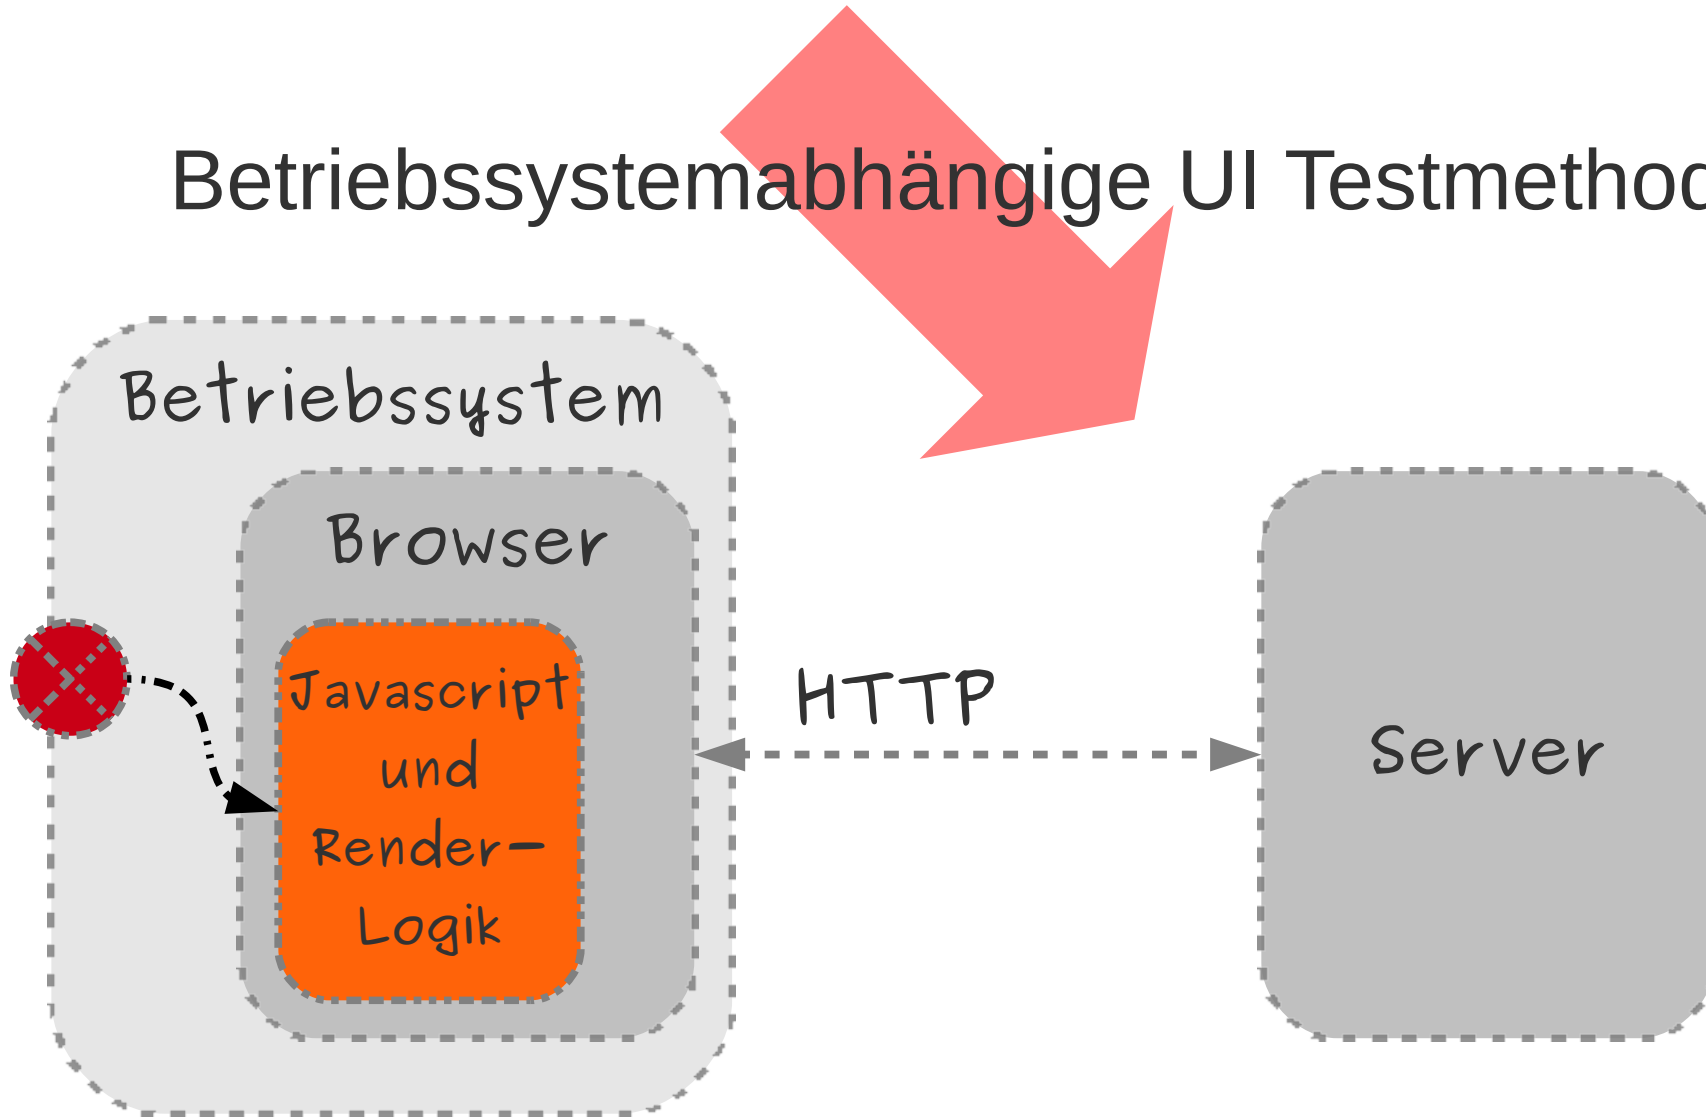 Betriebssystemabhängige UI Testmethod
Betriebssystem
Browser
Javascript
und
Render-
Logik
HTTP
Server